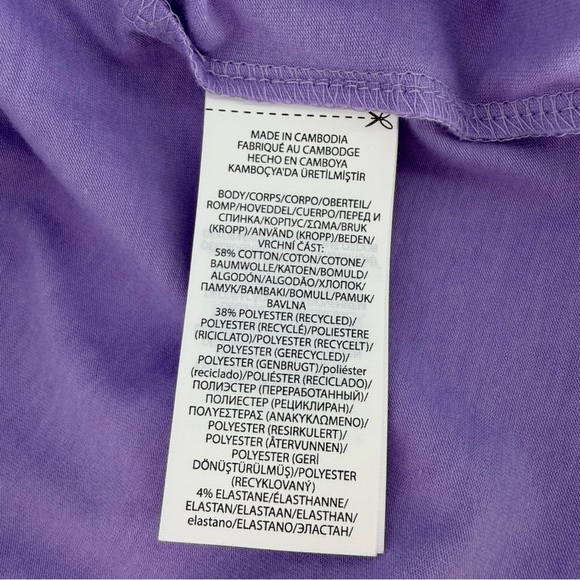 MADE IN CAMBODIA
FABRIQUÉ AU CAMBODGE
HECHO EN CAMBOYA
KAMBOÇYA'DA ÜRETİLMİŞTİR
BODY/CORPS/CORPO/OBERTEIL/
ROMP/HOVEDDEL/CUERPO/ПЕРЕД И
СПИНКА/КОРПУС/ΣΩΜΑ/BRUK
(KROPP)/ANVÄND (KROPP)/BEDEN/
VRCHNÍ ČÁST:
58% COTTON/COTON/COTONE/
BAUMWOLLE/KATOEN/BOMULD/
ALGODÓN/ALGODÃO/ХЛОПОК/
ПАМУК/ΒΑΜΒΑΚΙ/BOMULL/PAMUK/
BAVLNA
38% POLYESTER (RECYCLED)/
POLYESTER (RECYCLÉ)/POLIESTERE
(RICICLATO)/POLYESTER (RECYCELT)/
POLYESTER (GERECYCLED)/
POLYESTER (GENBRUGT)/poliéster
(reciclado)/POLIÉSTER (RECICLADO)/
ПОЛИЭСТЕР (ПЕРЕРАБОТАННЫЙ)/
ПОЛИЕСТЕР (РЕЦИКЛИРАН)/
ΠΟΛΥΕΣΤΕΡΑΣ (ΑΝΑΚΥΚΛΩΜΕΝΟ)/
POLYESTER (RESIRKULERT)/
POLYESTER (ÅTERVUNNEN)/
POLYESTER (GERİ
DÖNÜŞTÜRÜLMÜŞ)/POLYESTER
(RECYKLOVANÝ)
4% ELASTANE/ÉLASTHANNE/
ELASTAN/ELASTAAN/ELASTHAN/
elastano/ELASTANO/ЭЛАСТАН/